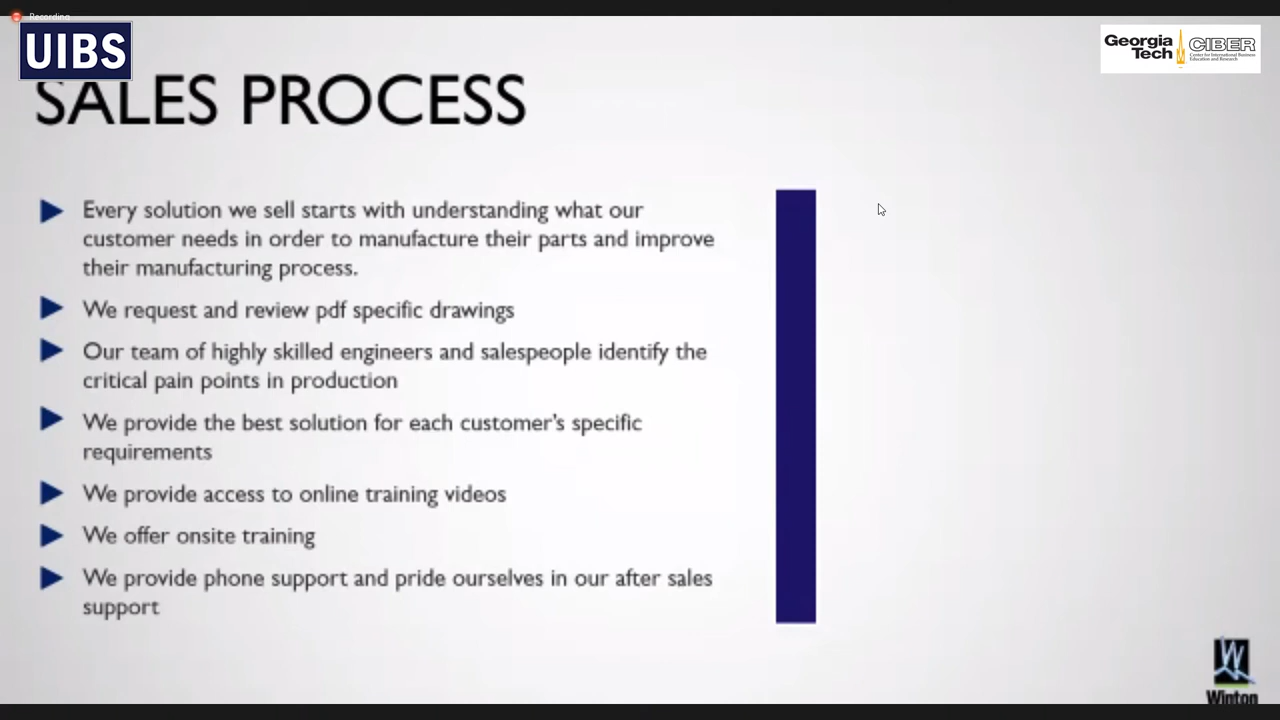 Recording
UIBS
Georgia
Tech
CIBER
Center for International Business
Education and Research
SALES PROCESS
Every solution we sell starts with understanding what our
customer needs in order to manufacture their parts and improve
their manufacturing process.
We request and review pdf specific drawings
Our team of highly skilled engineers and salespeople identify the
critical pain points in production
We provide the best solution for each customer's specific
requirements
We provide access to online training videos
We offer onsite training
We provide phone support and pride ourselves in our after sales
support
W
Winton